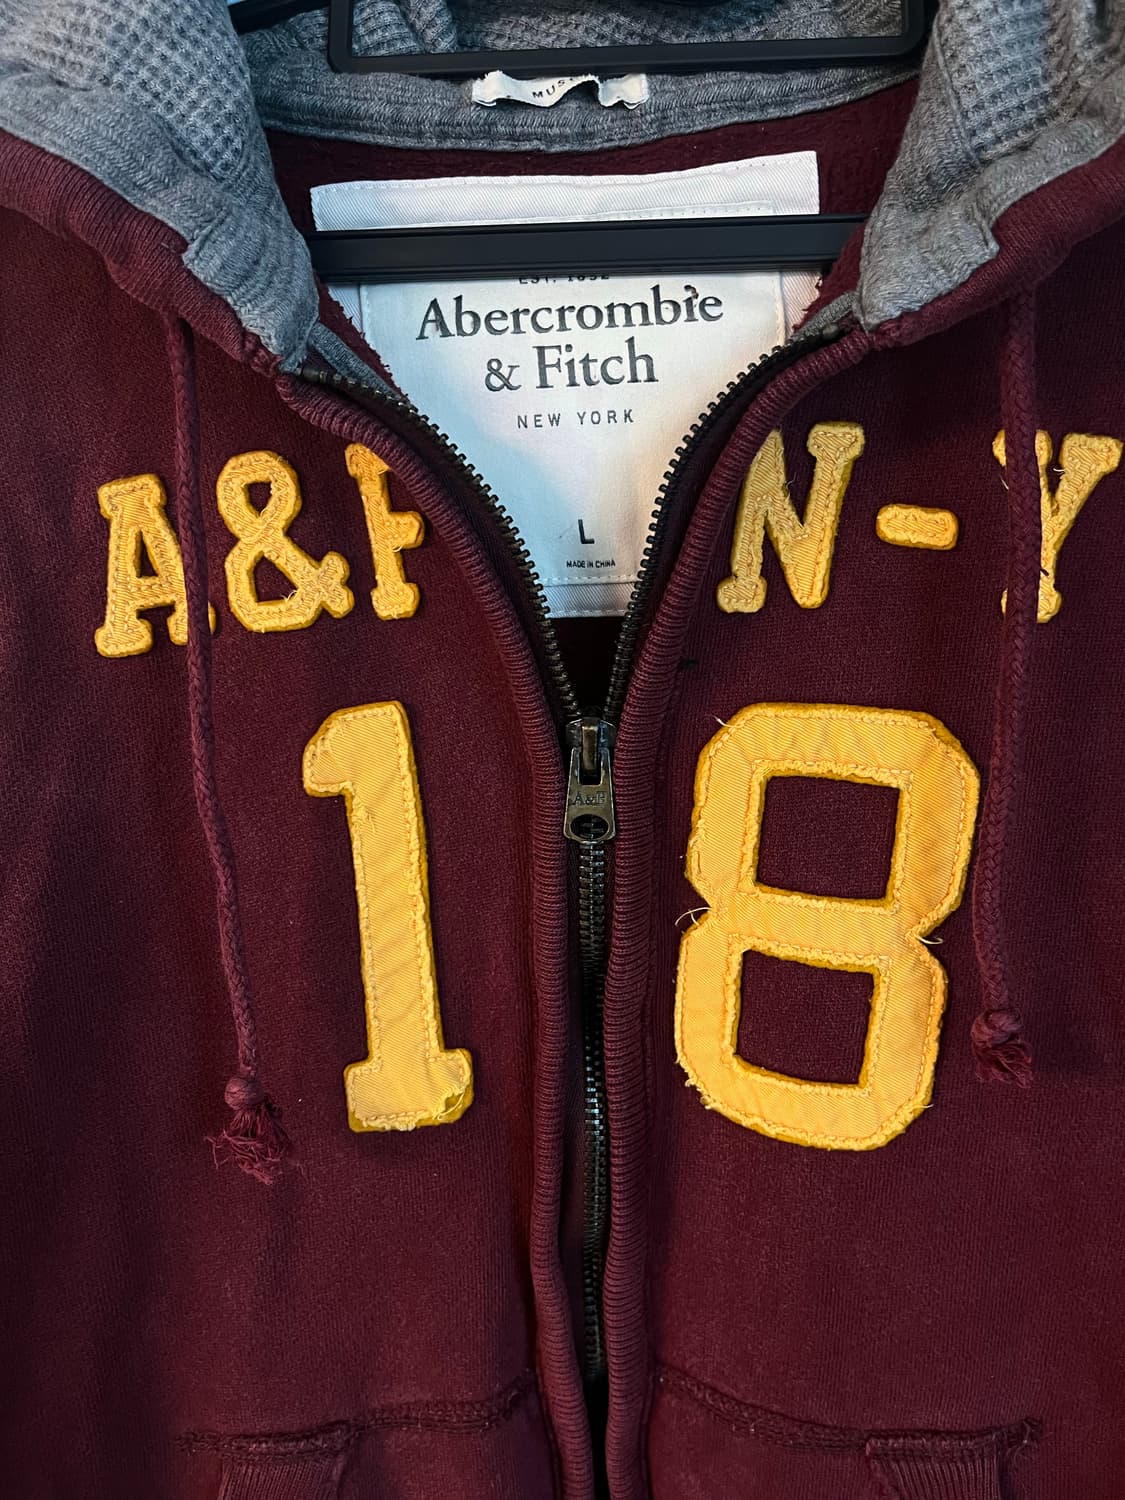 EST. 1892
Abercrombie
& Fitch
NEW YORK
L
MADE IN CHINA
A&F N-Y
18
A&F